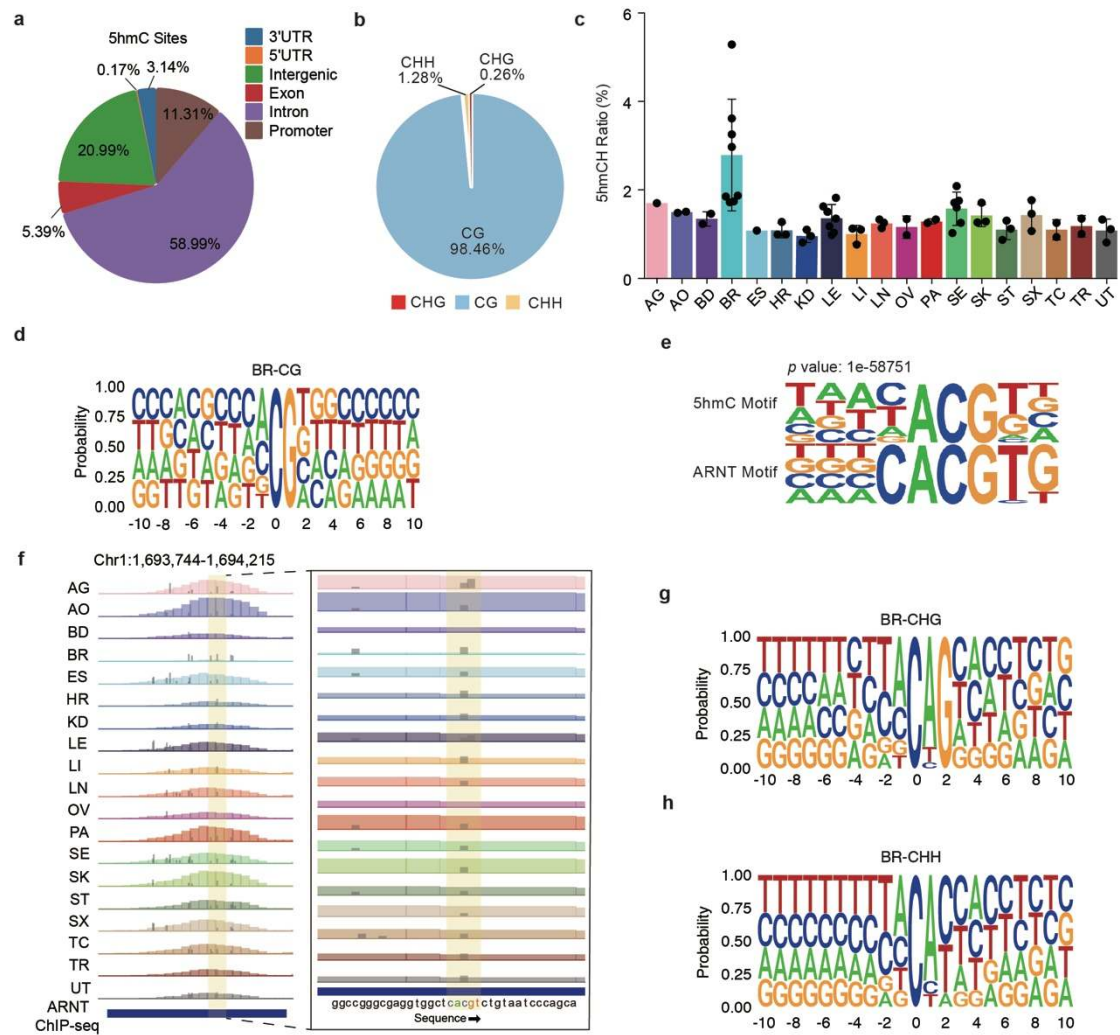 a
5hmC Sites
0.17%
3.14%
11.31%
20.99%
5.39%
58.99%
3'UTR
5'UTR
Intergenic
Exon
Intron
Promoter
b
CHH
1.28%
CHG
0.26%
CG
98.46%
CHG CG CHH
c
5hmCH Ratio (%)
6
4
2
0
AG AO BD BR ES HR KD LE LI LN OV PA SE SK ST SX TC TR UT
d
BR-CG
Probability
1.00
0.75
0.50
0.25
0.00
-10 -8 -6 -4 -2 0 2 4 6 8 10
e
p value: 1e-58751
5hmC Motif
ARNT Motif
f
Chr1:1,693,744-1,694,215
AG
AO
BD
BR
ES
HR
KD
LE
LI
LN
OV
PA
SE
SK
ST
SX
TC
TR
UT
ARNT
ChIP-seq
ggccgggcgaggtggctcacgtctgtaatcccagca
Sequence
g
BR-CHG
Probability
1.00
0.75
0.50
0.25
0.00
-10 -8 -6 -4 -2 0 2 4 6 8 10
h
BR-CHH
Probability
1.00
0.75
0.50
0.25
0.00
-10 -8 -6 -4 -2 0 2 4 6 8 10